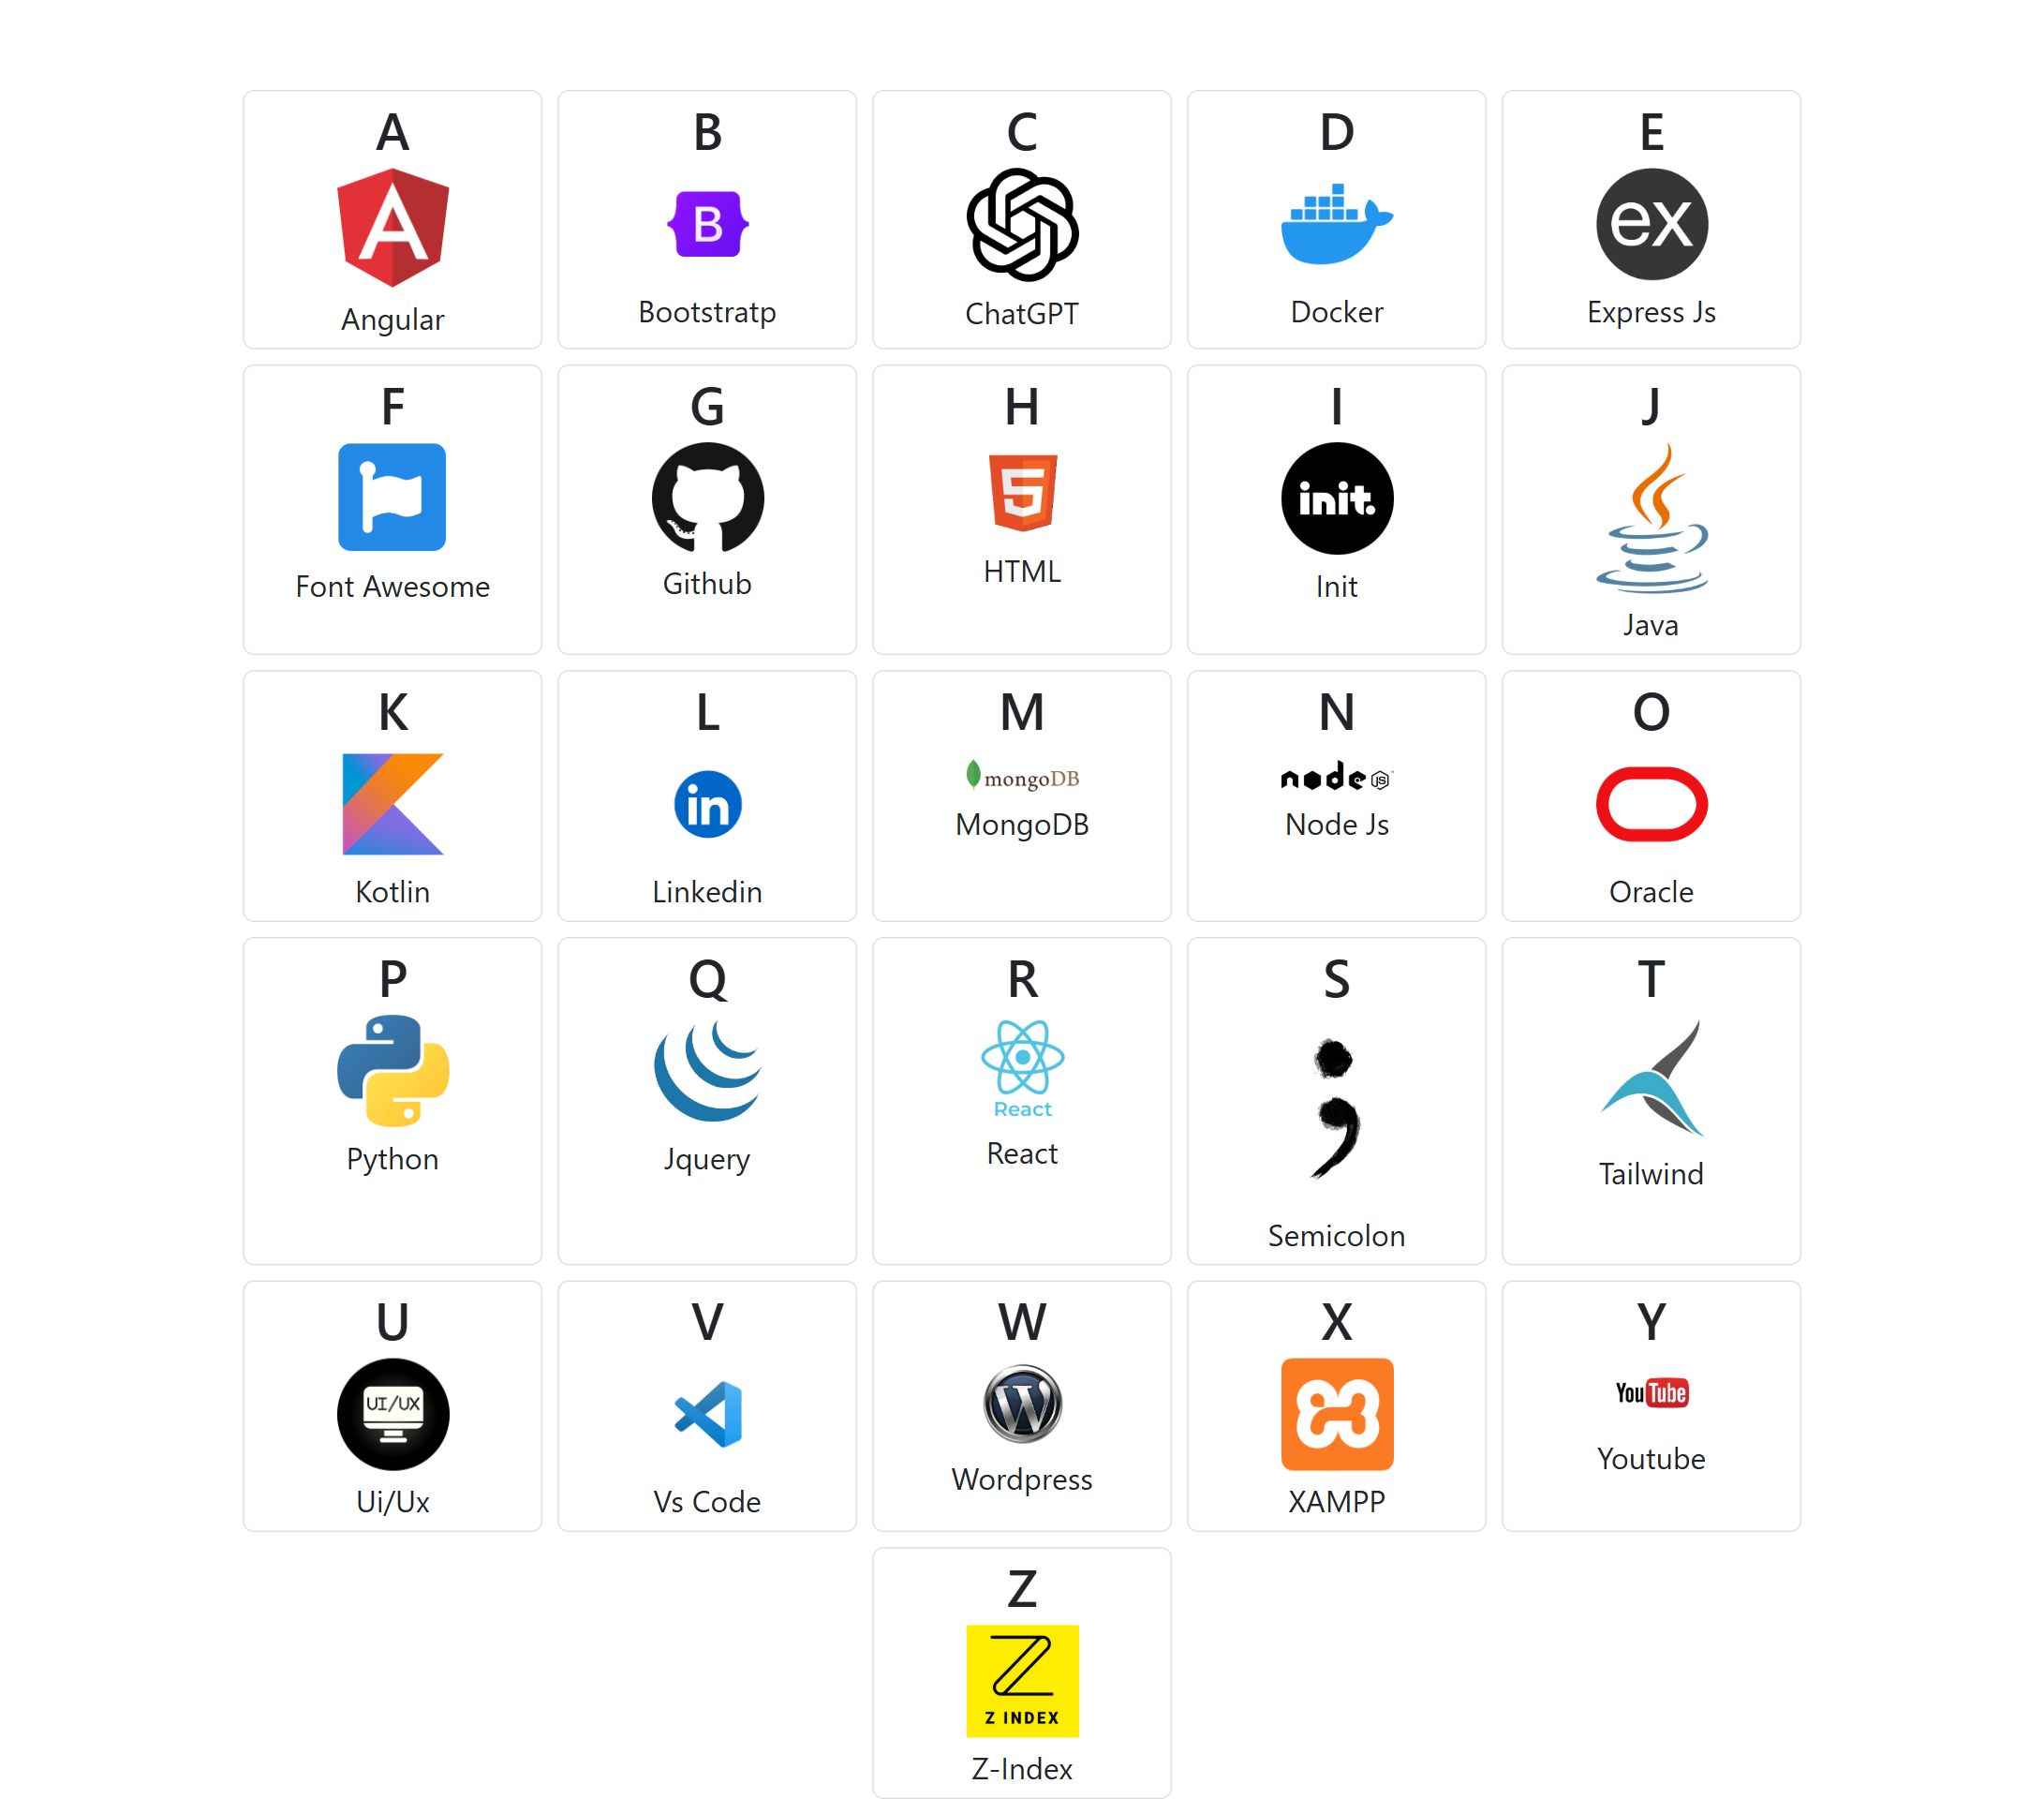 A
B
C
D
E
B
ex
Angular
Bootstratp
ChatGPT
Docker
Express Js
F
G
H
I
J
5
init.
Font Awesome
Github
HTML
Init
Java
K
L
M
N
O
in
mongoDB
node JS
Kotlin
Linkedin
MongoDB
Node Js
Oracle
P
Q
R
S
T
React
Python
Jquery
React
Semicolon
Tailwind
U
V
W
X
Y
UI/UX
W
YouTube
Ui/Ux
Vs Code
Wordpress
XAMPP
Youtube
Z
Z INDEX
Z-Index